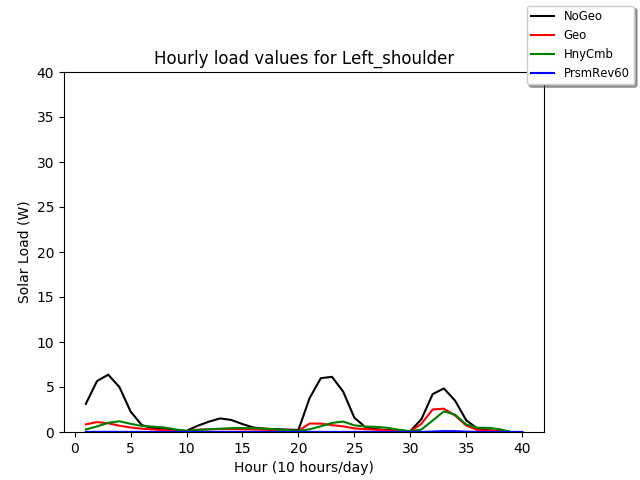 NoGeo
Geo
HnyCmb
PrsmRev60
Hourly load values for Left_shoulder
Solar Load (W)
40
35
30
25
20
15
10
5
0
0 5 10 15 20 25 30 35 40
Hour (10 hours/day)